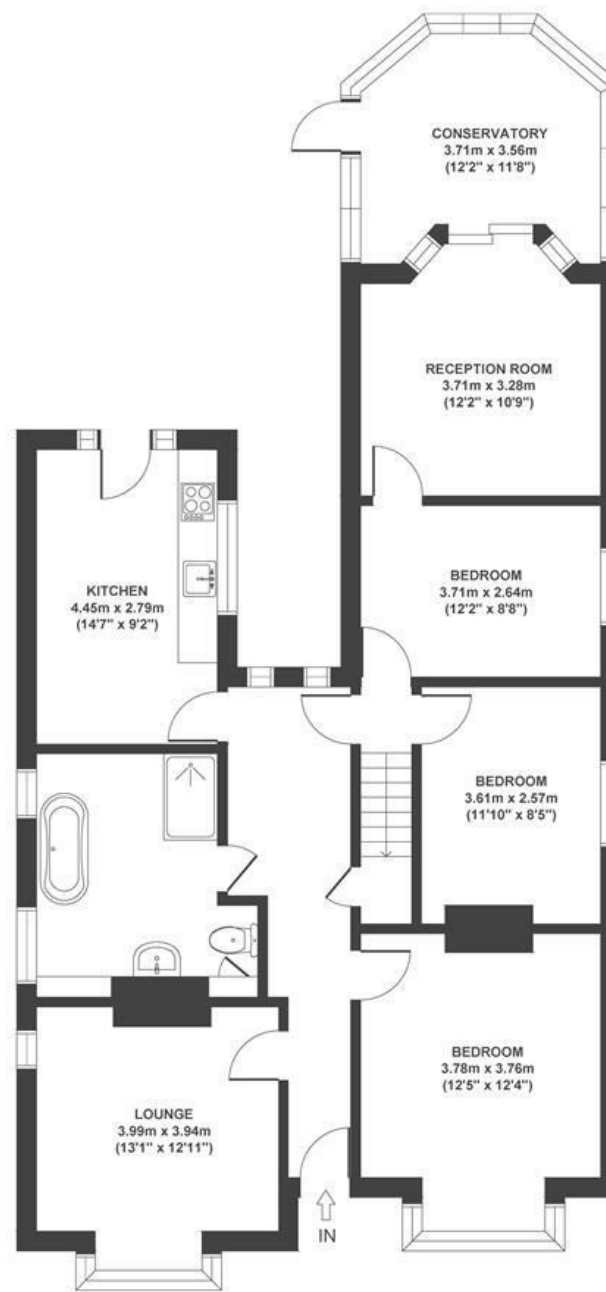 CONSERVATORY
3.71m x 3.56m
(12'2" x 11'8")
RECEPTION ROOM
3.71m x 3.28m
(12'2" x 10'9")
KITCHEN
4.45m x 2.79m
(14'7" x 9'2")
BEDROOM
3.71m x 2.64m
(12'2" x 8'8")
BEDROOM
3.61m x 2.57m
(11'10" x 8'5")
BEDROOM
3.78m x 3.76m
(12'5" x 12'4")
LOUNGE
3.99m x 3.94m
(13'1" x 12'11")
IN